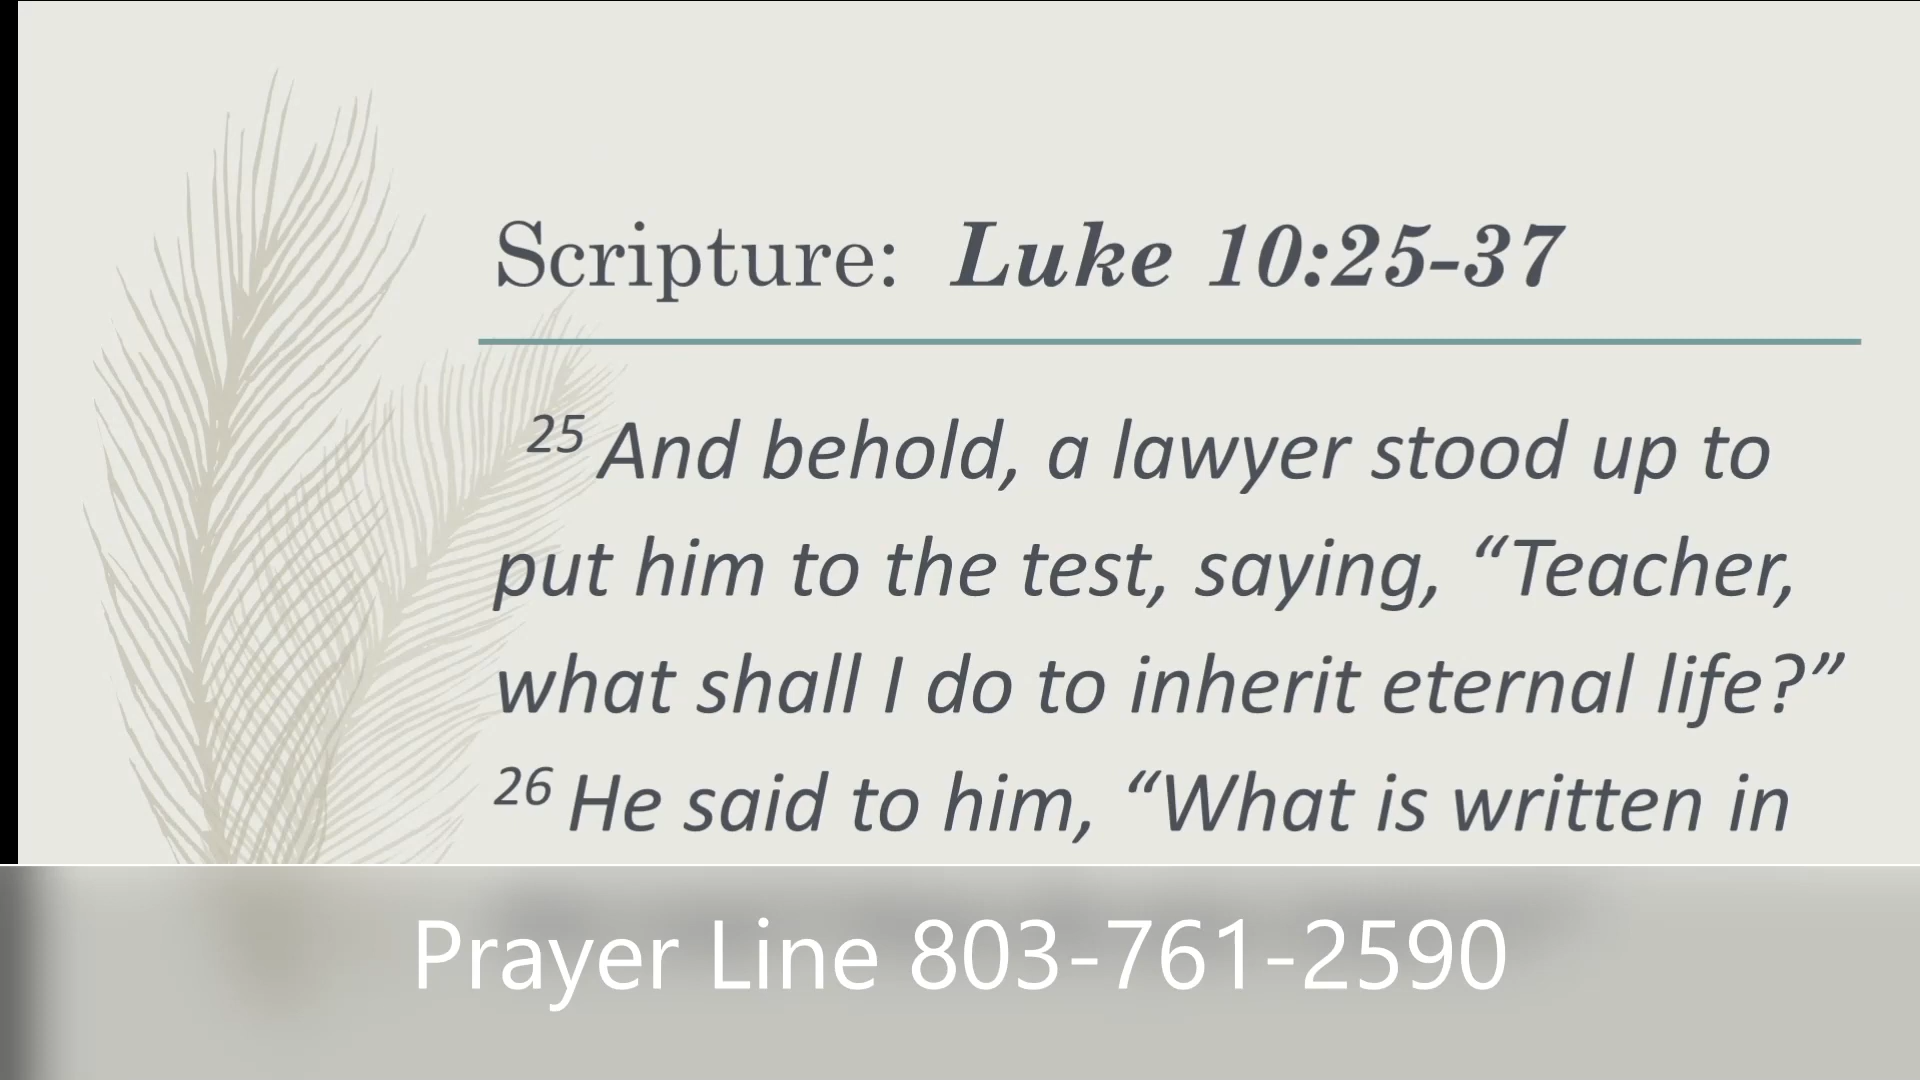 Scripture: Luke 10:25-37
25 And behold, a lawyer stood up to
put him to the test, saying, “Teacher,
what shall I do to inherit eternal life?”
26 He said to him, “What is written in
Prayer Line 803-761-2590